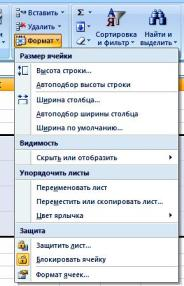 Вставить
Удалить
Формат
Σ
Сортировка
и фильтр
Найти и
выделить
Размер ячейки
Высота строки...
Автоподбор высоты строки
Ширина столбца...
Автоподбор ширины столбца
Ширина по умолчанию...
Видимость
Скрыть или отобразить
Упорядочить листы
Переименовать лист
Переместить или скопировать лист...
Цвет ярлычка
Защита
Защитить лист...
Блокировать ячейку
Формат ячеек...